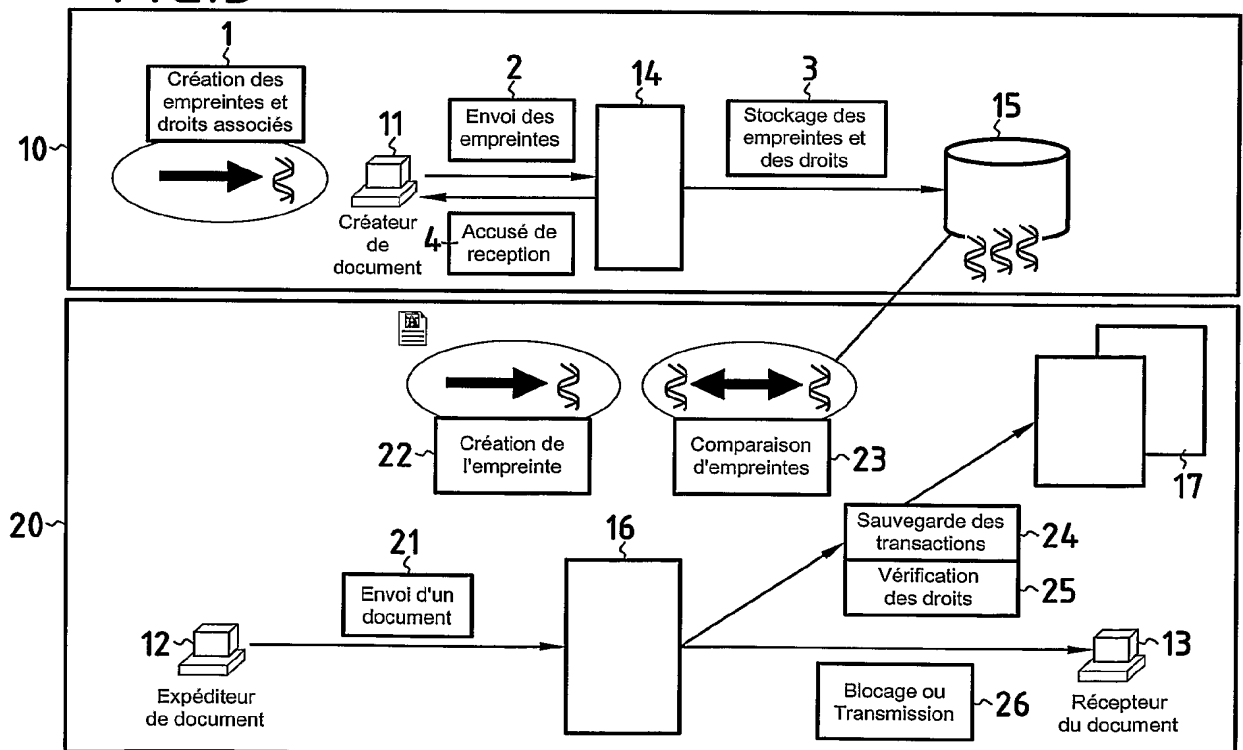 1
Création des
empreintes et
droits associés
2
Envoi des
empreintes
14
3
Stockage des
empreintes et
des droits
15
10
11
Créateur
de
document
4
Accusé de
reception
22
Création de
l'empreinte
Comparaison
d'empreintes
23
17
20
21
Envoi d'un
document
16
Sauvegarde des
transactions
24
Vérification
des droits
25
12
Expéditeur
de document
Blocage ou
Transmission
26
13
Récepteur
du document